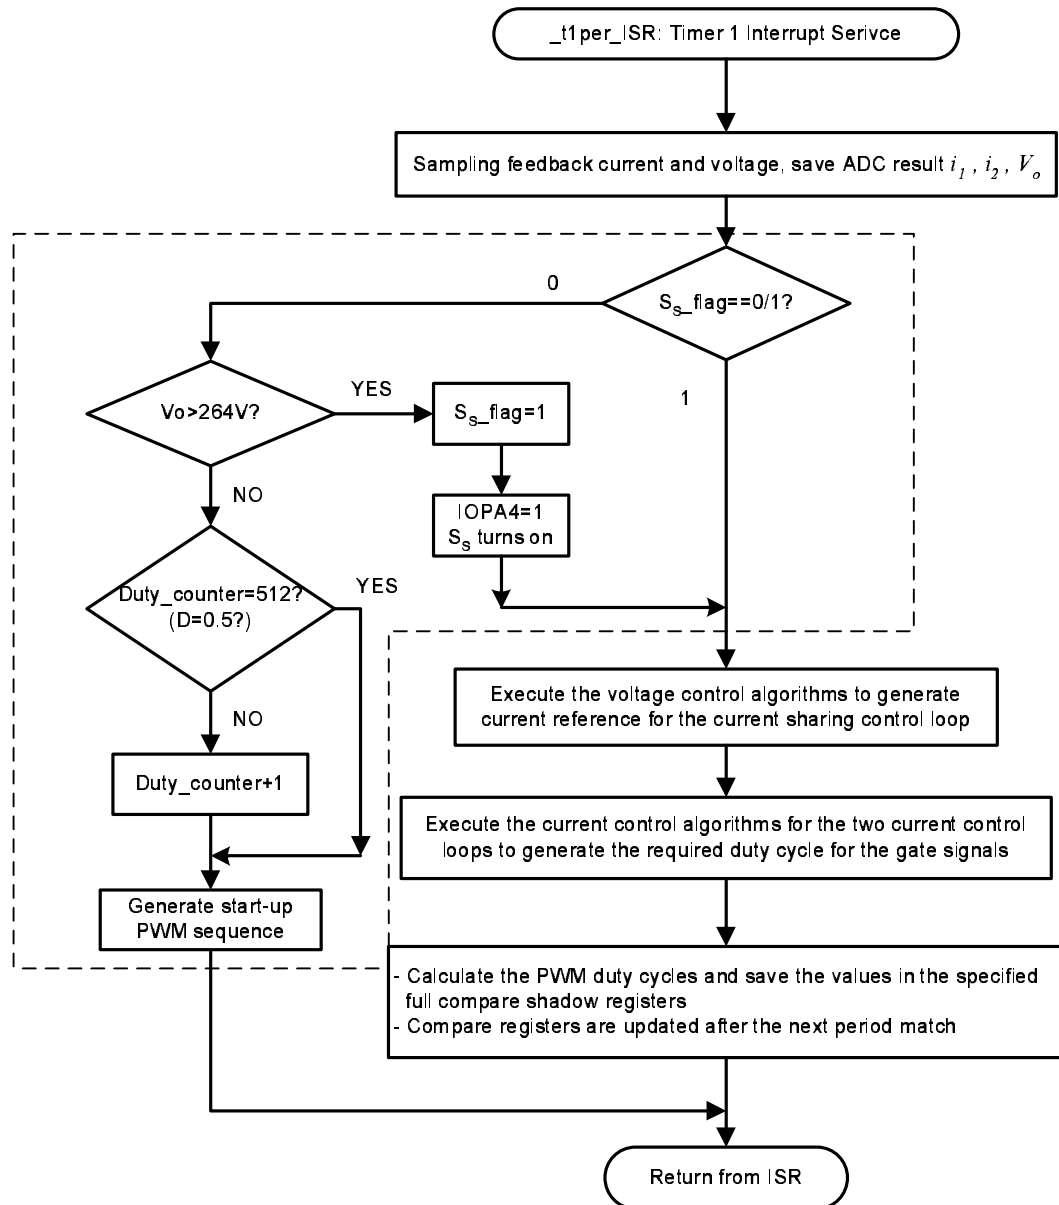 _t1per_ISR: Timer 1 Interrupt Serivce
Sampling feedback current and voltage, save ADC result i₁ , i₂ , Vₒ
0
Sₛ_flag==0/1?
Vo>264V?
YES
Sₛ_flag=1
1
NO
IOPA4=1
Sₛ turns on
Duty_counter=512?
(D=0.5?)
YES
NO
Execute the voltage control algorithms to generate
current reference for the current sharing control loop
Duty_counter+1
Execute the current control algorithms for the two current control
loops to generate the required duty cycle for the gate signals
Generate start-up
PWM sequence
- Calculate the PWM duty cycles and save the values in the specified
full compare shadow registers
- Compare registers are updated after the next period match
Return from ISR